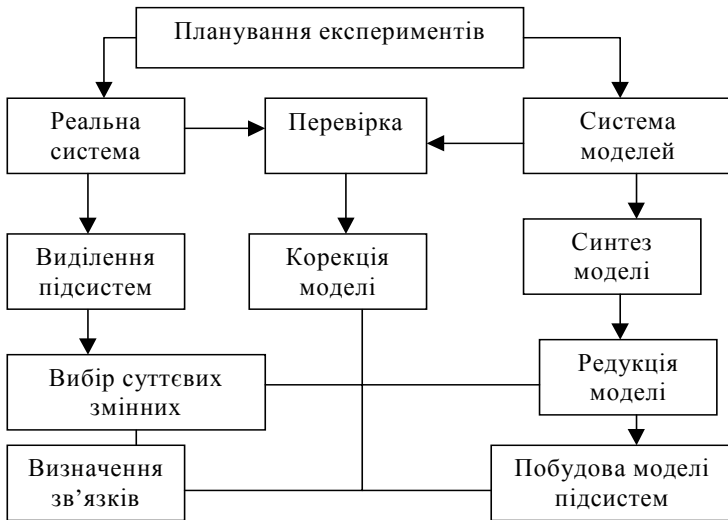 Планування експериментів
Реальна
система
Перевірка
Система
моделей
Виділення
підсистем
Корекція
моделі
Синтез
моделі
Вибір суттєвих
змінних
Редукція
моделі
Визначення
зв’язків
Побудова моделі
підсистем